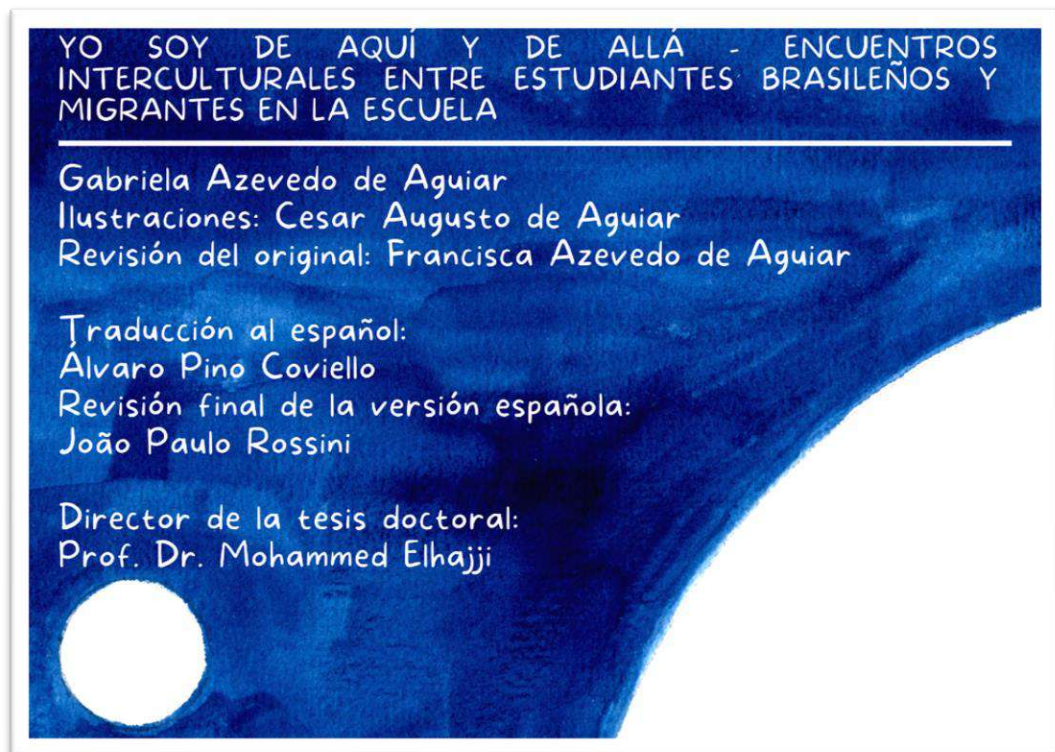 YO SOY DE AQUÍ Y DE ALLÁ - ENCUENTROS
INTERCULTURALES ENTRE ESTUDIANTES BRASILEÑOS Y
MIGRANTES EN LA ESCUELA
Gabriela Azevedo de Aguiar
Ilustraciones: Cesar Augusto de Aguiar
Revisión del original: Francisca Azevedo de Aguiar
Traducción al español:
Álvaro Pino Coviello
Revisión final de la versión española:
João Paulo Rossini
Director de la tesis doctoral:
Prof. Dr. Mohammed Elhajji